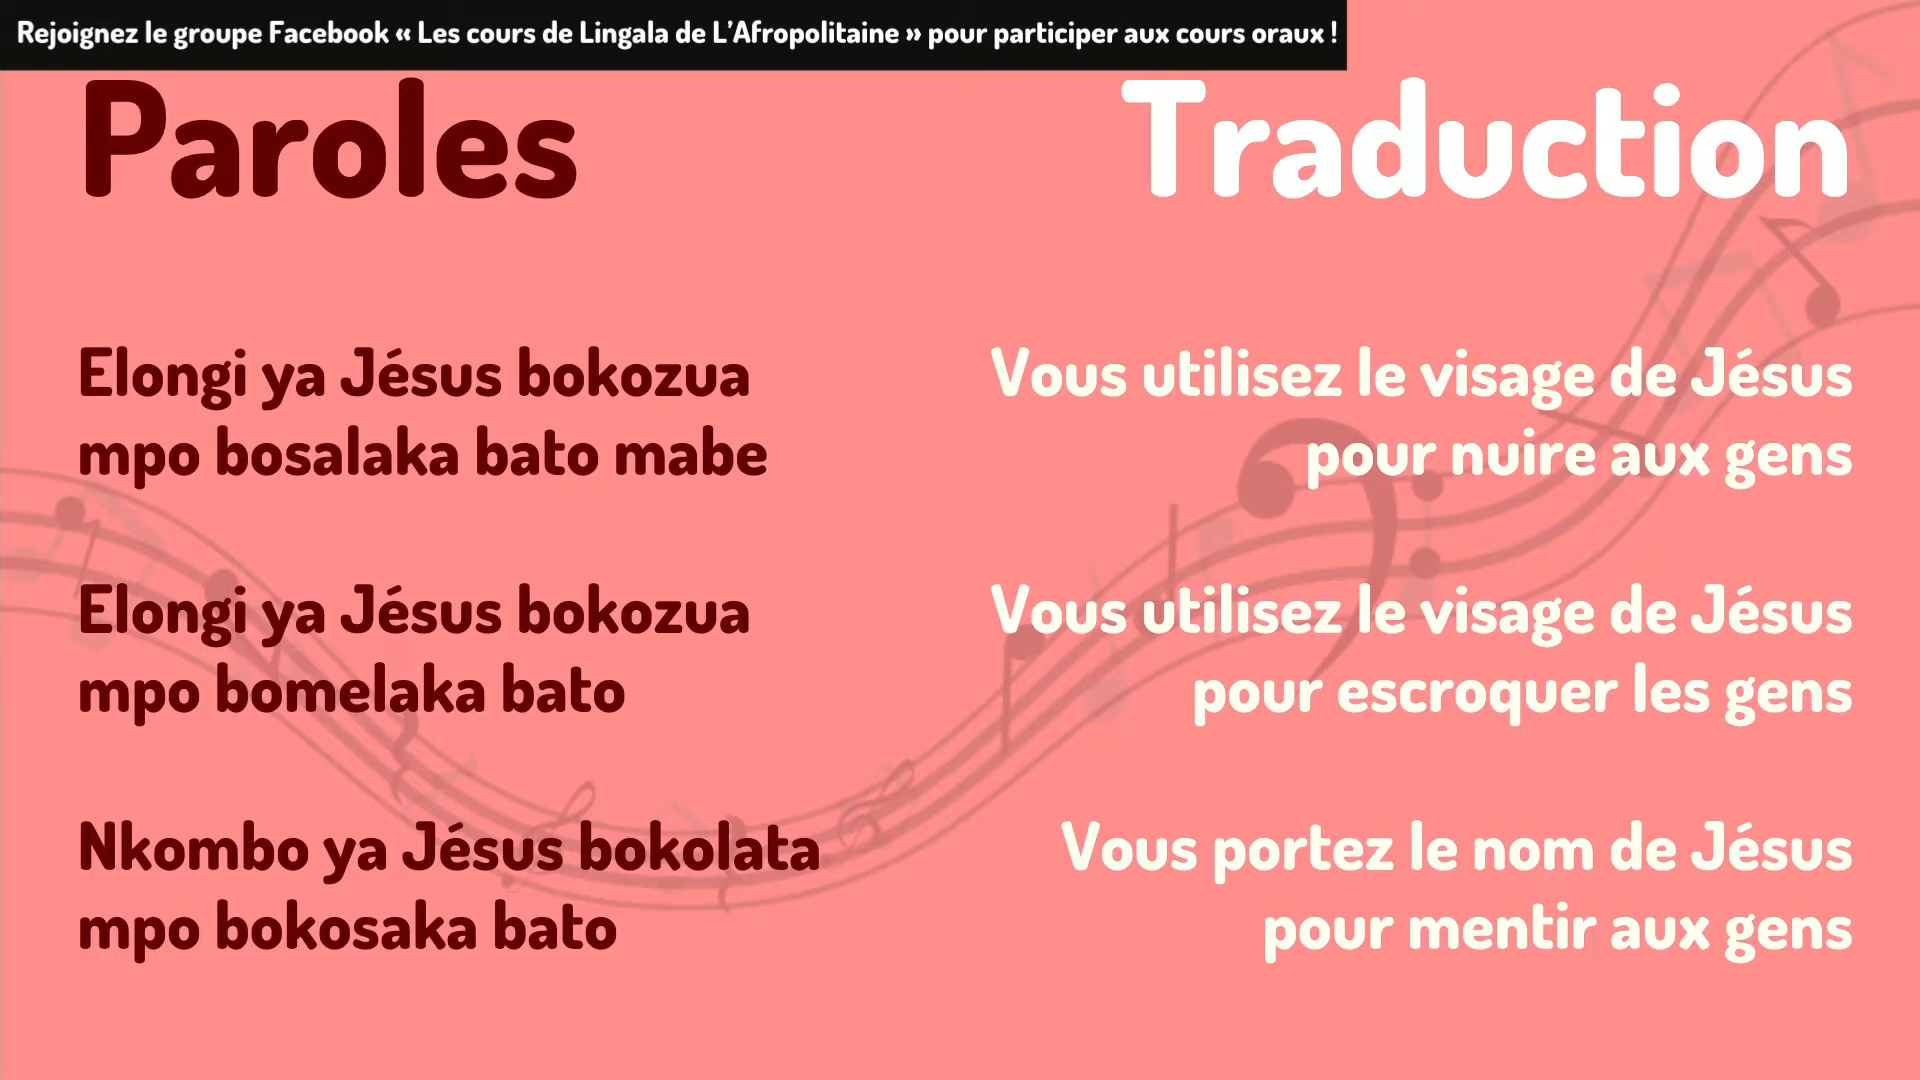 Rejoignez le groupe Facebook « Les cours de Lingala de L'Afropolitaine » pour participer aux cours oraux !
Paroles
Traduction
Elongi ya Jésus bokozua
mpo bosalaka bato mabe
Vous utilisez le visage de Jésus
pour nuire aux gens
Elongi ya Jésus bokozua
mpo bomelaka bato
Vous utilisez le visage de Jésus
pour escroquer les gens
Nkombo ya Jésus bokolata
mpo bokosaka bato
Vous portez le nom de Jésus
pour mentir aux gens